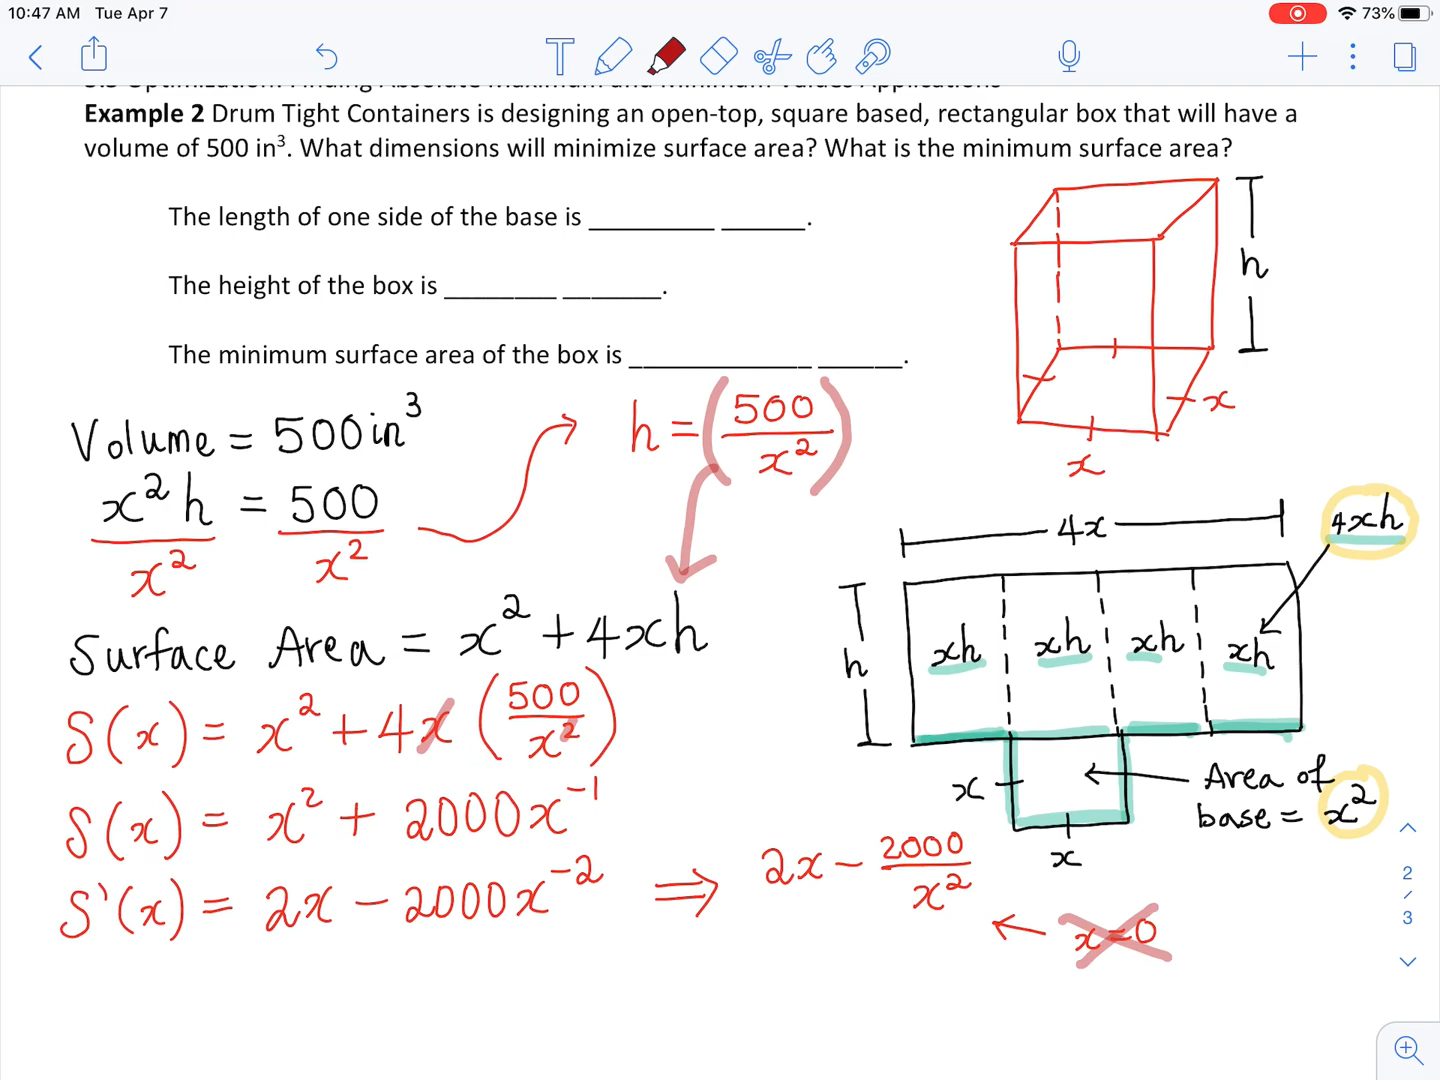 10:47 AM Tue Apr 7
73%
Example 2 Drum Tight Containers is designing an open-top, square based, rectangular box that will have a
volume of 500 in³. What dimensions will minimize surface area? What is the minimum surface area?
The length of one side of the base is _________ ______.
The height of the box is ________ _______.
The minimum surface area of the box is _____________ ______.
h
x
x
Volume = 500in³
h = (500/x²)
x²h/x² = 500/x²
4x
4xh
h
xh xh xh xh
Surface Area = x² + 4xh
S(x) = x² + 4x (500/x²)
x
Area of
base = x²
x
S(x) = x² + 2000x⁻¹
S'(x) = 2x - 2000x⁻² ⇒ 2x - 2000/x²
← x=0
2
/
3